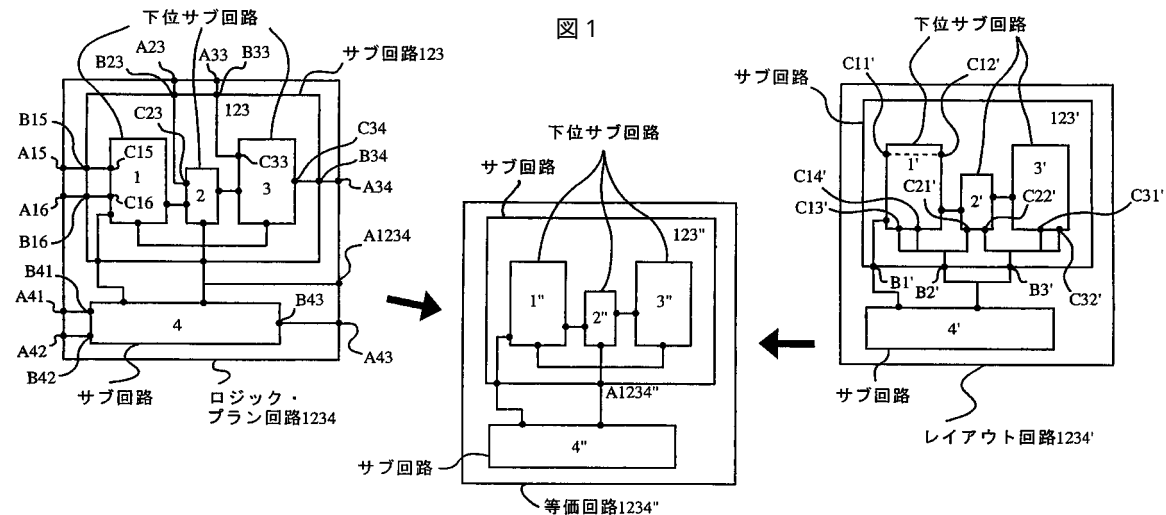 図1
下位サブ回路
A23
A33
B33
サブ回路123
B23
123
C23
B15
C15
C33
C34
B34
A15
1
2
3
A34
A16
C16
B16
A1234
B41
B43
A41
4
A42
A43
B42
サブ回路
ロジック・
プラン回路1234
下位サブ回路
サブ回路
123"
1"
2"
3"
A1234"
4"
サブ回路
等価回路1234"
下位サブ回路
C11'
C12'
サブ回路
123'
1'
3'
C14'
C21'
2'
C22'
C31'
C13'
B1'
B2'
B3'
C32'
4'
サブ回路
レイアウト回路1234'